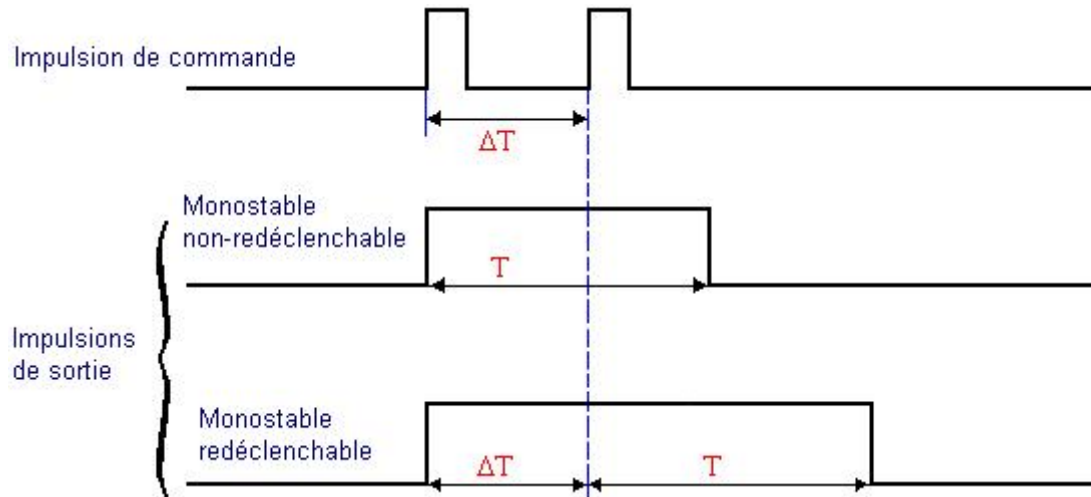 Impulsion de commande
ΔT
Monostable
non-redéclenchable
T
Impulsions
de sortie
Monostable
redéclenchable
ΔT
T